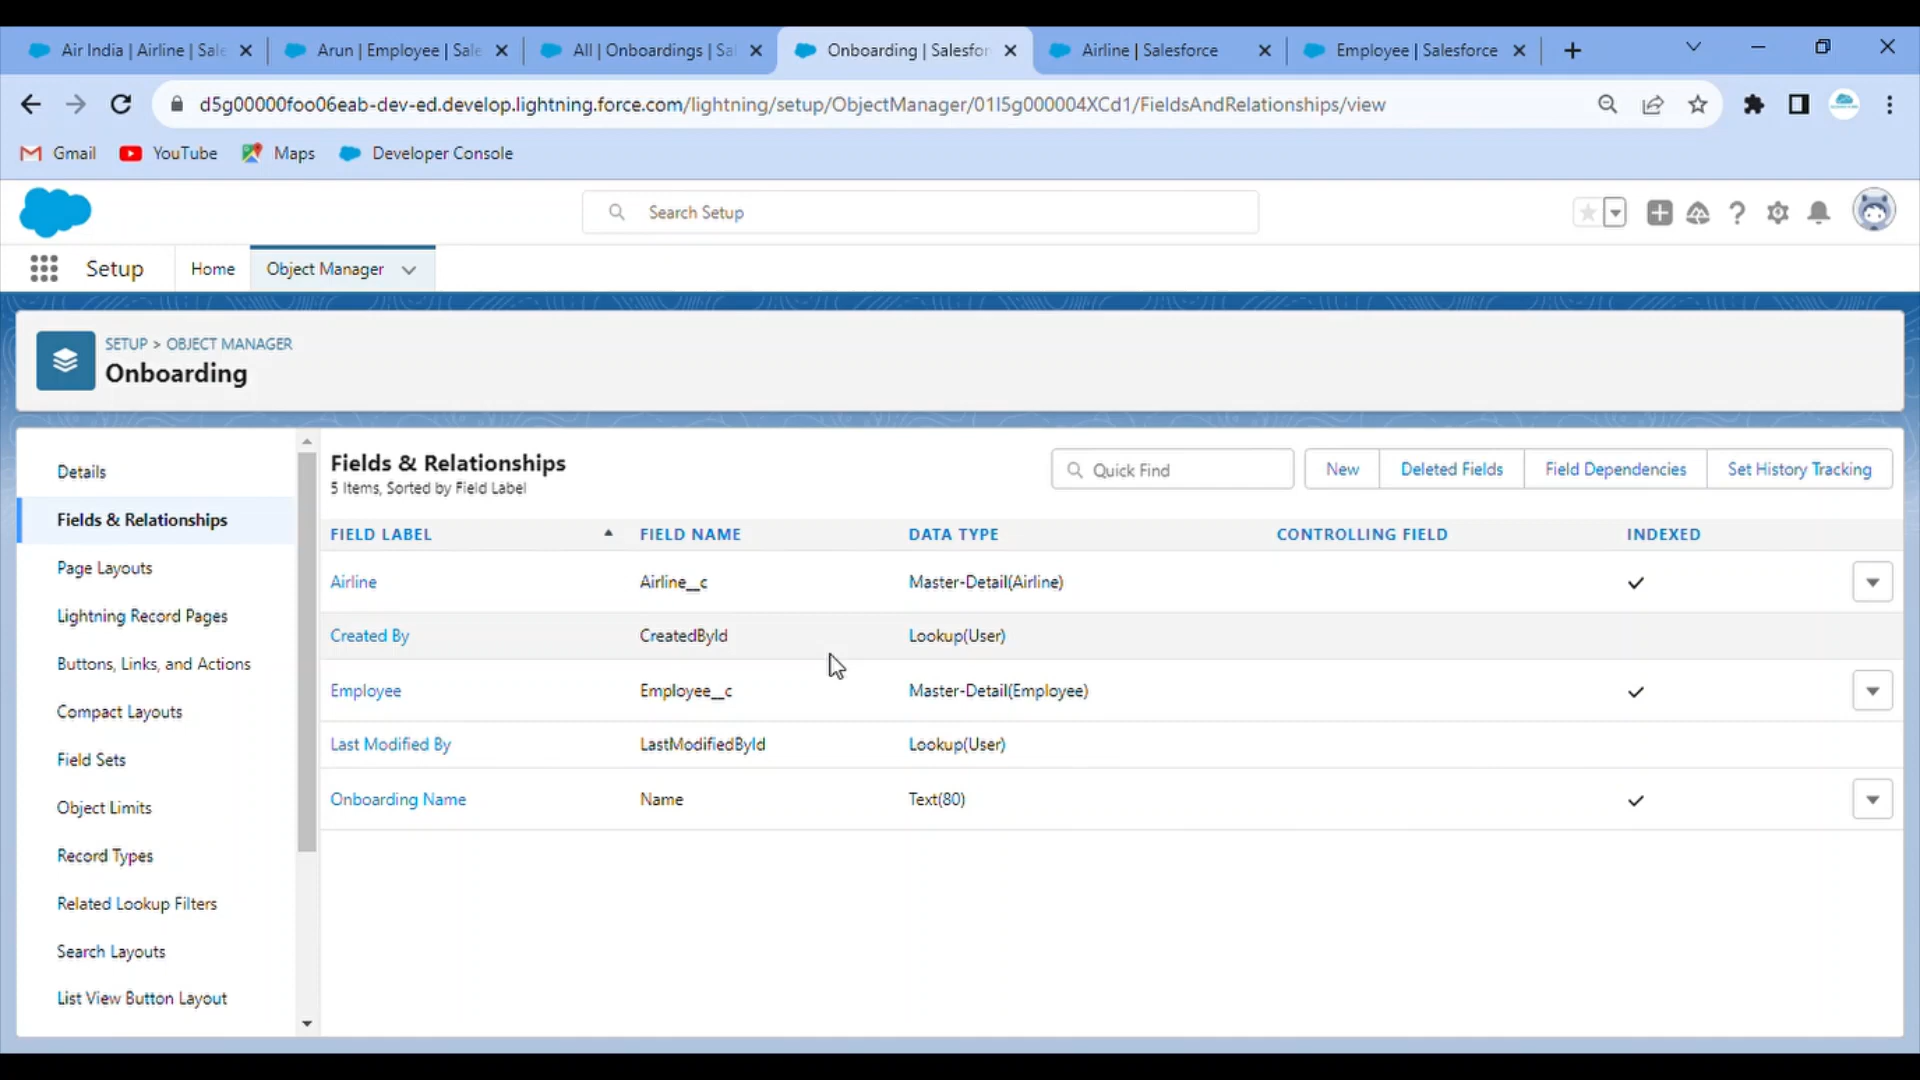 Air India | Airline | Sale
Arun | Employee | Sale
All | Onboardings | Sal
Onboarding | Salesfor
Airline | Salesforce
Employee | Salesforce
d5g00000foo06eab-dev-ed.develop.lightning.force.com/lightning/setup/ObjectManager/01I5g000004XCd1/FieldsAndRelationships/view
Gmail
YouTube
Maps
Developer Console
Search Setup
Setup
Home
Object Manager
SETUP > OBJECT MANAGER
Onboarding
Details
Fields & Relationships
Page Layouts
Lightning Record Pages
Buttons, Links, and Actions
Compact Layouts
Field Sets
Object Limits
Record Types
Related Lookup Filters
Search Layouts
List View Button Layout
Fields & Relationships
5 Items, Sorted by Field Label
Quick Find
New
Deleted Fields
Field Dependencies
Set History Tracking
FIELD LABEL FIELD NAME DATA TYPE CONTROLLING FIELD INDEXED
Airline Airline__c Master-Detail(Airline)
Created By CreatedById Lookup(User)
Employee Employee__c Master-Detail(Employee)
Last Modified By LastModifiedById Lookup(User)
Onboarding Name Name Text(80)